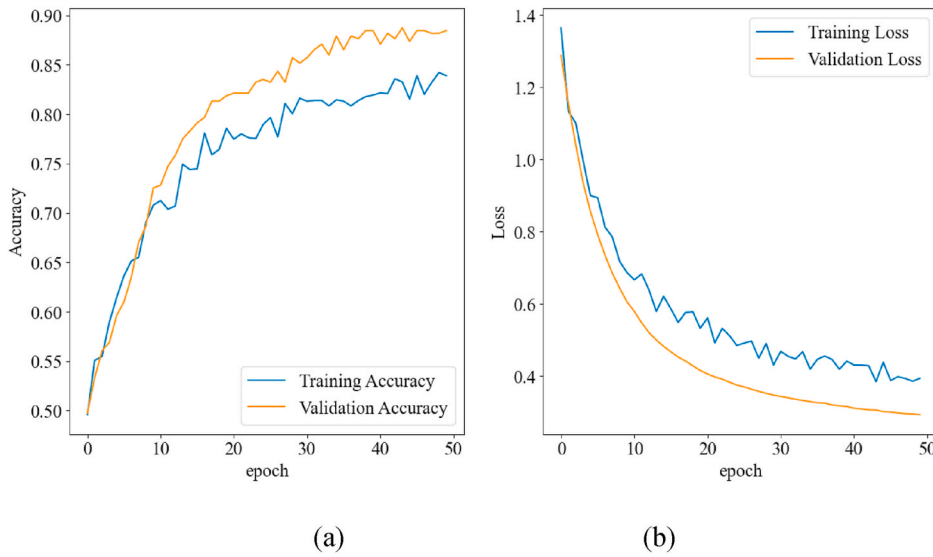 0.90
0.85
0.80
0.75
0.70
0.65
0.60
0.55
0.50
Accuracy
Training Accuracy
Validation Accuracy
0 10 20 30 40 50
epoch
(a)
1.4
1.2
1.0
0.8
0.6
0.4
Loss
Training Loss
Validation Loss
0 10 20 30 40 50
epoch
(b)